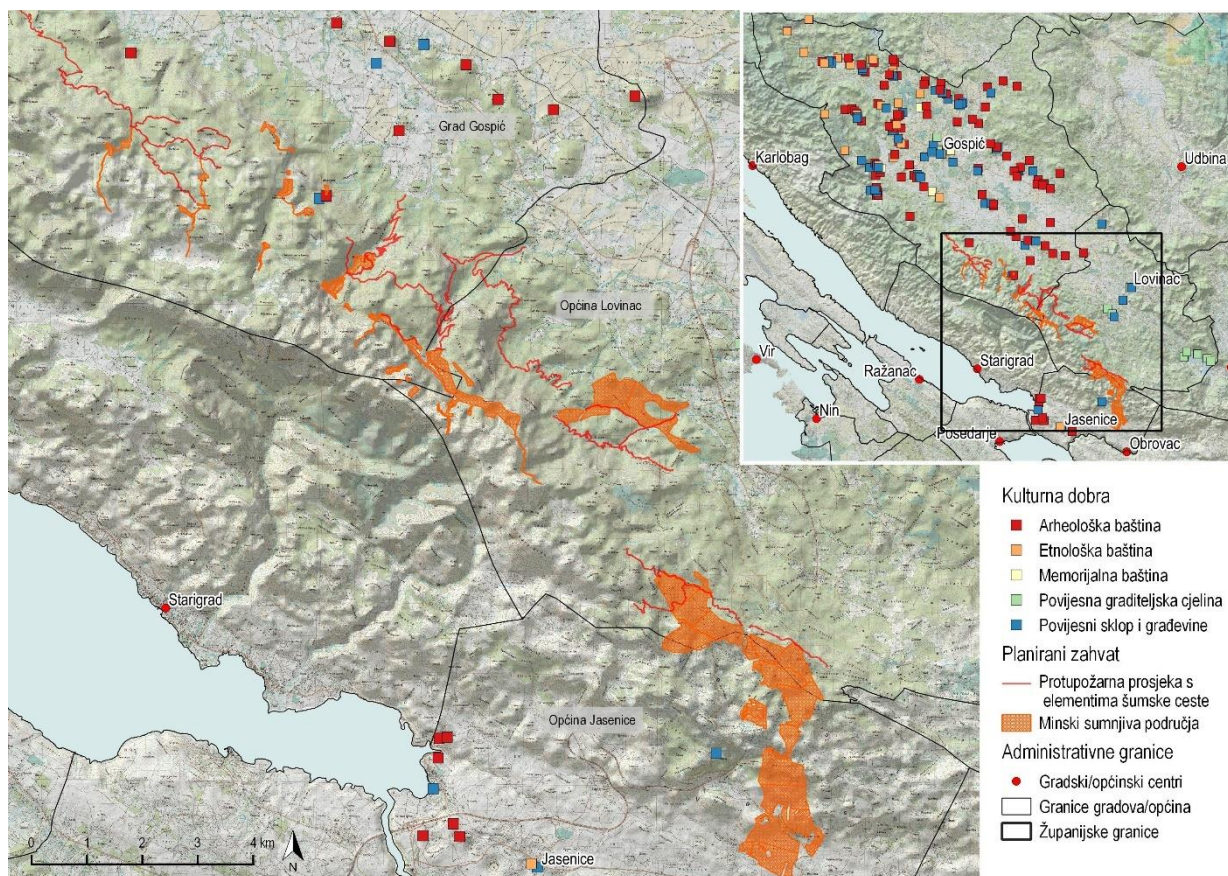 Grad Gospić
Općina Lovinac
Starigrad
Općina Jasenice
Jasenice
0 1 2 3 4 km
N
Karlobag
Gospić
Udbina
Lovinac
Vir
Ražanac
Starigrad
Nin
Posedarje
Jasenice
Obrovac
Kulturna dobra
Arheološka baština
Etnološka baština
Memorijalna baština
Povijesna graditeljska cjelina
Povijesni sklop i građevine
Planirani zahvat
Protupožarna prosjeka s
elementima šumske ceste
Minski sumnjiva područja
Administrativne granice
Gradski/općinski centri
Granice gradova/općina
Županijske granice